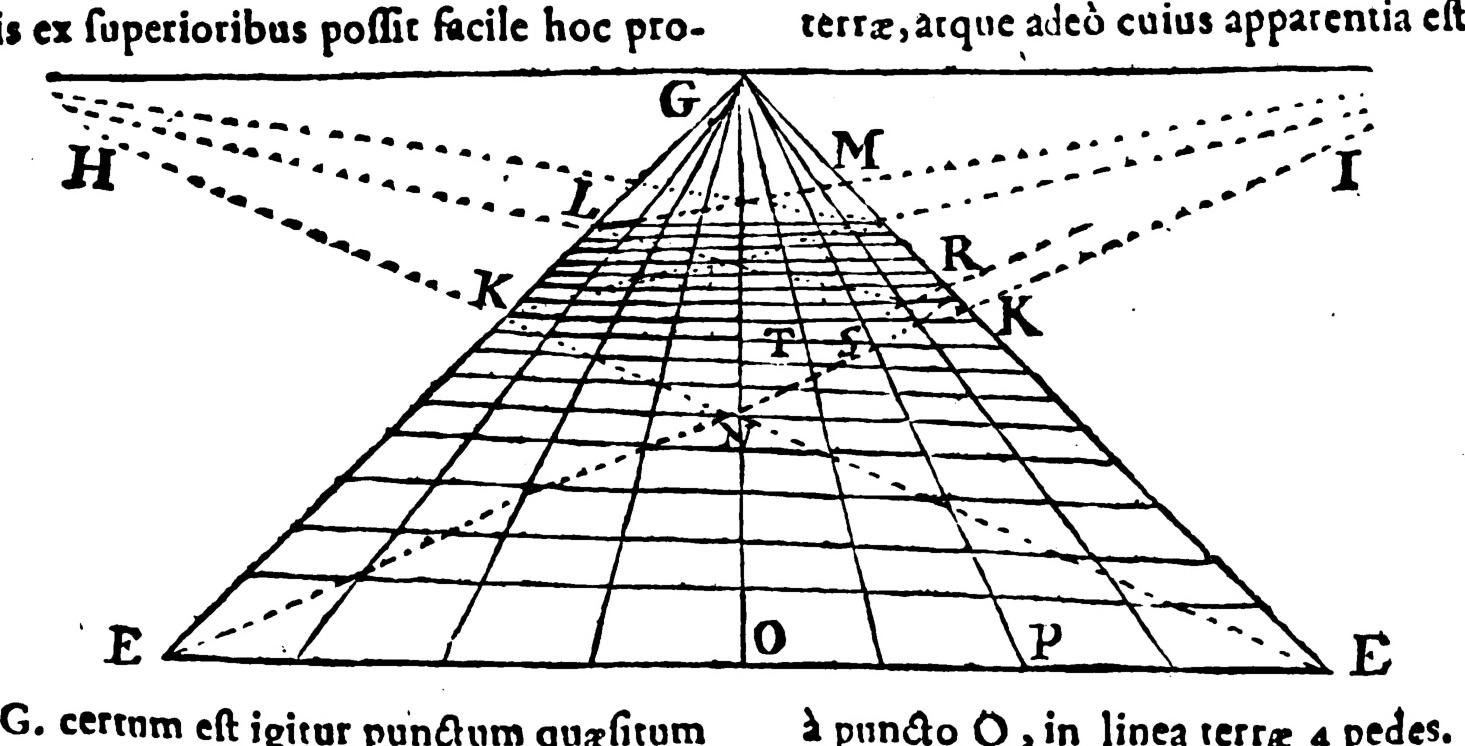 is ex ſuperioribus poſſit facile hoc pro-
terræ, atque adeò cuius apparentia eſt
G
M
H
I
L
R
K
K
T S
N
E
O
P
E
G. certum eſt igitur punctum quæſitum
à puncto O, in linea terræ 4 pedes.